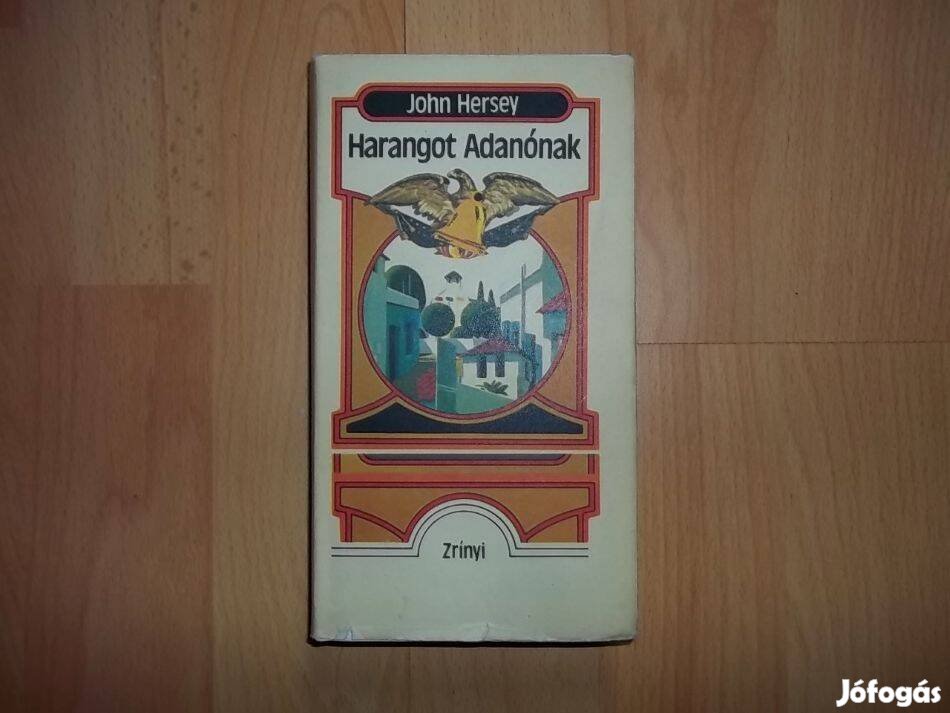 John Hersey
Harangot Adanónak
Zrínyi
Jófogás